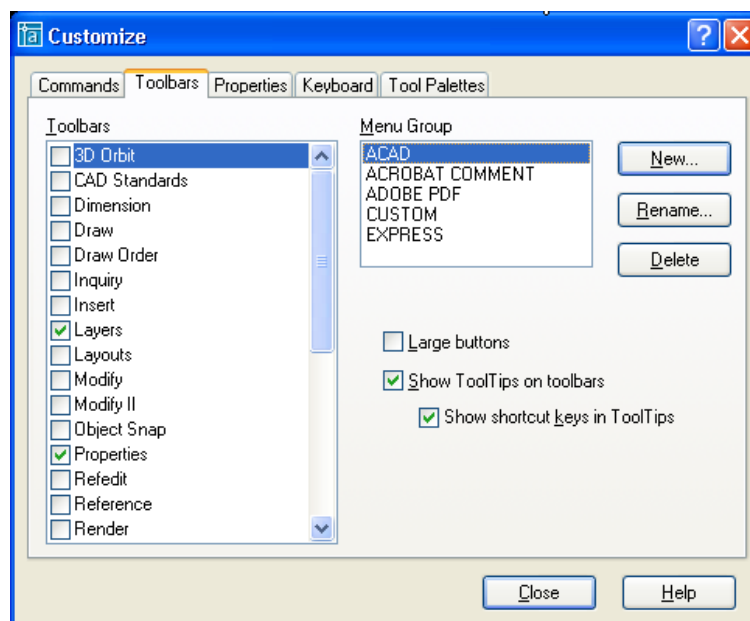 Customize
Commands Toolbars Properties Keyboard Tool Palettes
Toolbars
3D Orbit
CAD Standards
Dimension
Draw
Draw Order
Inquiry
Insert
Layers
Layouts
Modify
Modify II
Object Snap
Properties
Refedit
Reference
Render
Menu Group
ACAD
ACROBAT COMMENT
ADOBE PDF
CUSTOM
EXPRESS
New...
Rename...
Delete
Large buttons
Show ToolTips on toolbars
Show shortcut keys in ToolTips
Close Help